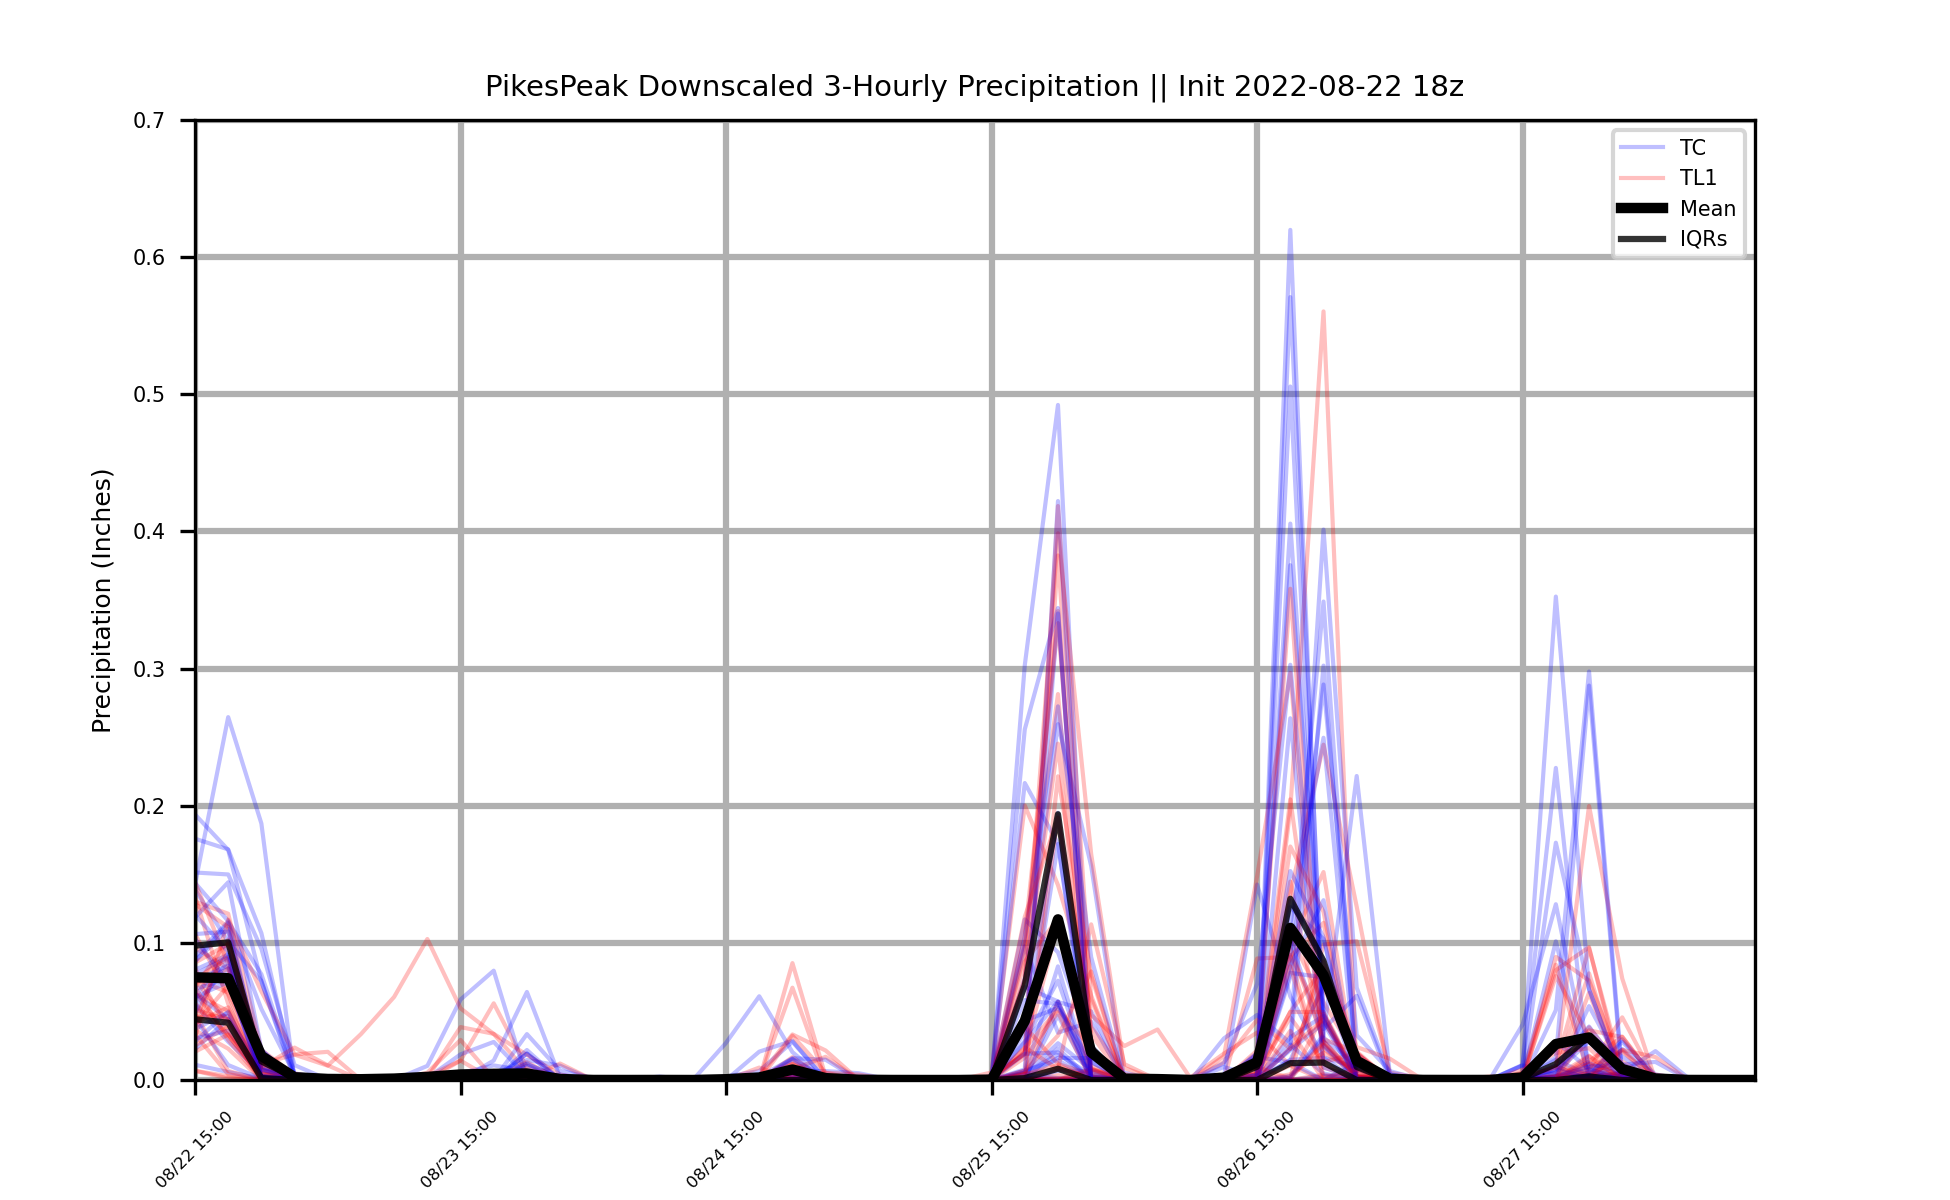 PikesPeak Downscaled 3-Hourly Precipitation || Init 2022-08-22 18z
TC
TL1
Mean
IQRs
Precipitation (Inches)
0.7
0.6
0.5
0.4
0.3
0.2
0.1
0.0
08/22 15:00
08/23 15:00
08/24 15:00
08/25 15:00
08/26 15:00
08/27 15:00